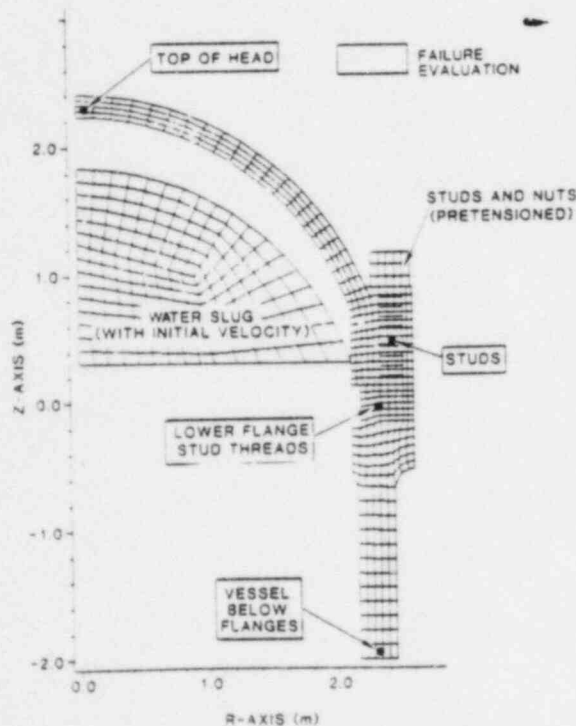 TOP OF HEAD
FAILURE
EVALUATION
STUDS AND NUTS
(PRETENSIONED)
WATER SLUG
(WITH INITIAL VELOCITY)
STUDS
LOWER FLANGE
STUD THREADS
VESSEL
BELOW
FLANGES
Z-AXIS (m)
2.0
1.0
0.0
-1.0
-2.0
0.0
1.0
2.0
R-AXIS (m)